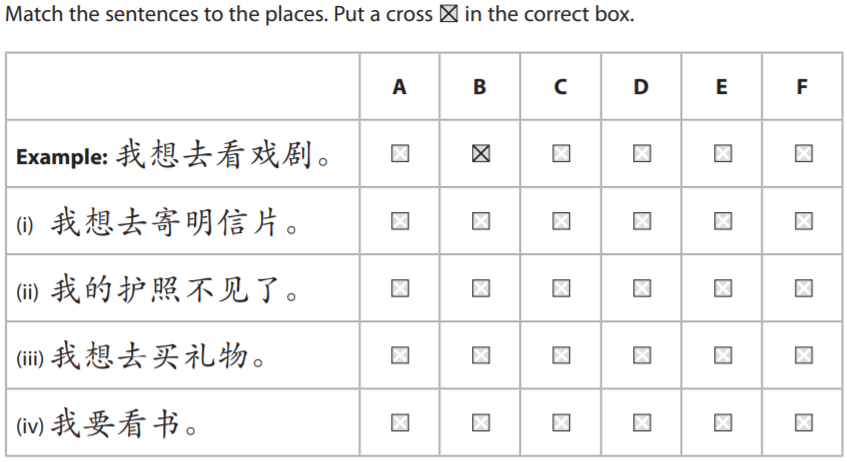 Match the sentences to the places. Put a cross ☒ in the correct box.
A B C D E F
Example: 我想去看戏剧。
(i) 我想去寄明信片。
(ii) 我的护照不见了。
(iii) 我想去买礼物。
(iv) 我要看书。